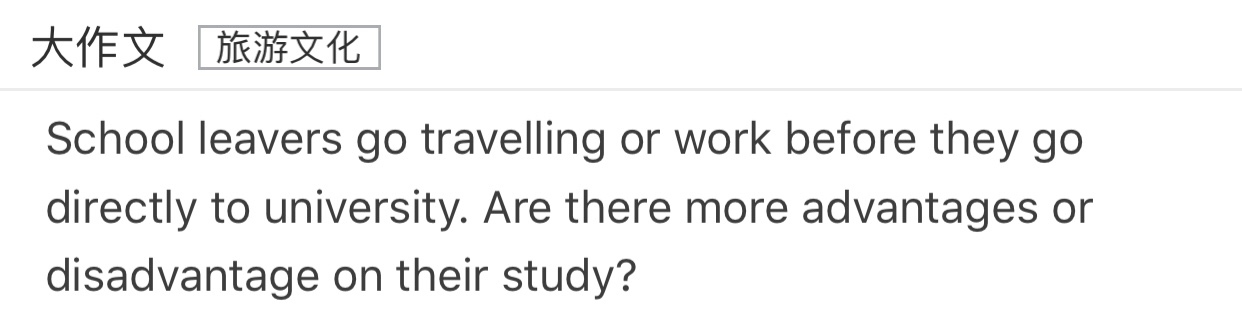 大作文 旅游文化
School leavers go travelling or work before they go
directly to university. Are there more advantages or
disadvantage on their study?